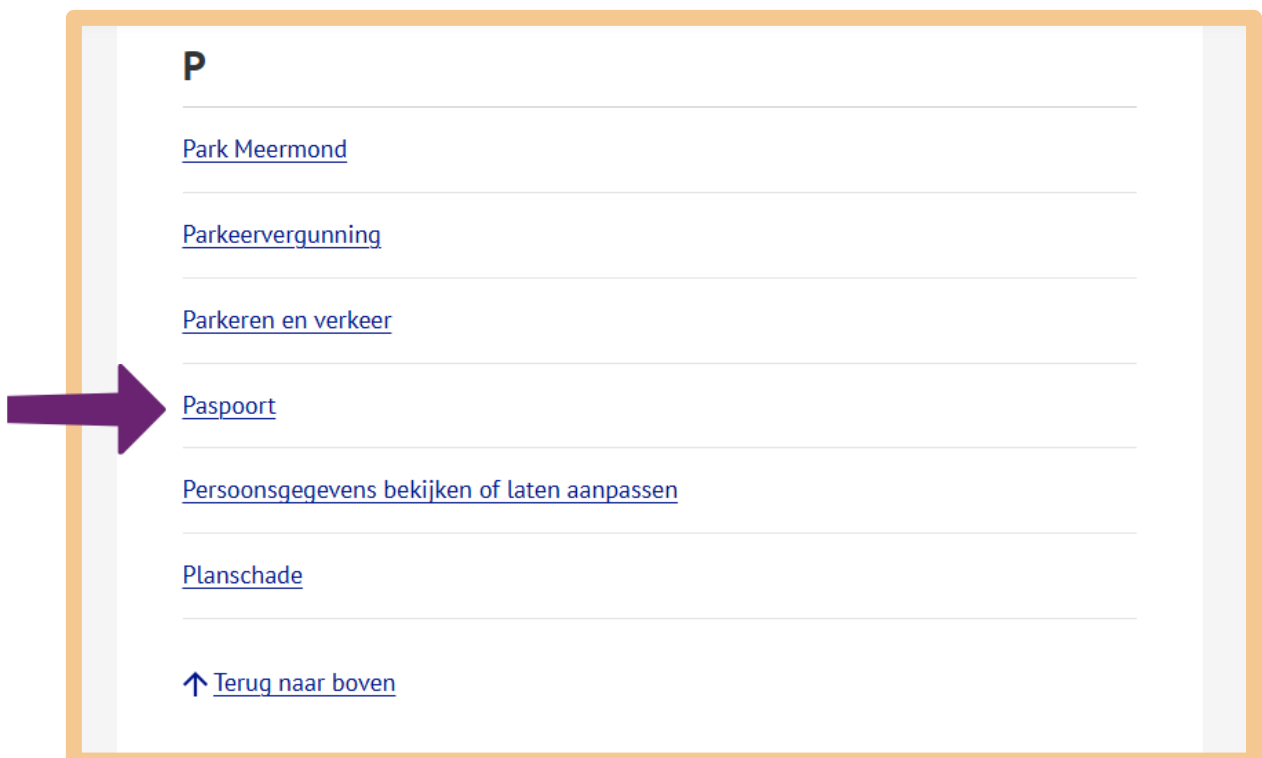 P
Park Meermond
Parkeervergunning
Parkeren en verkeer
Paspoort
Persoonsgegevens bekijken of laten aanpassen
Planschade
Terug naar boven